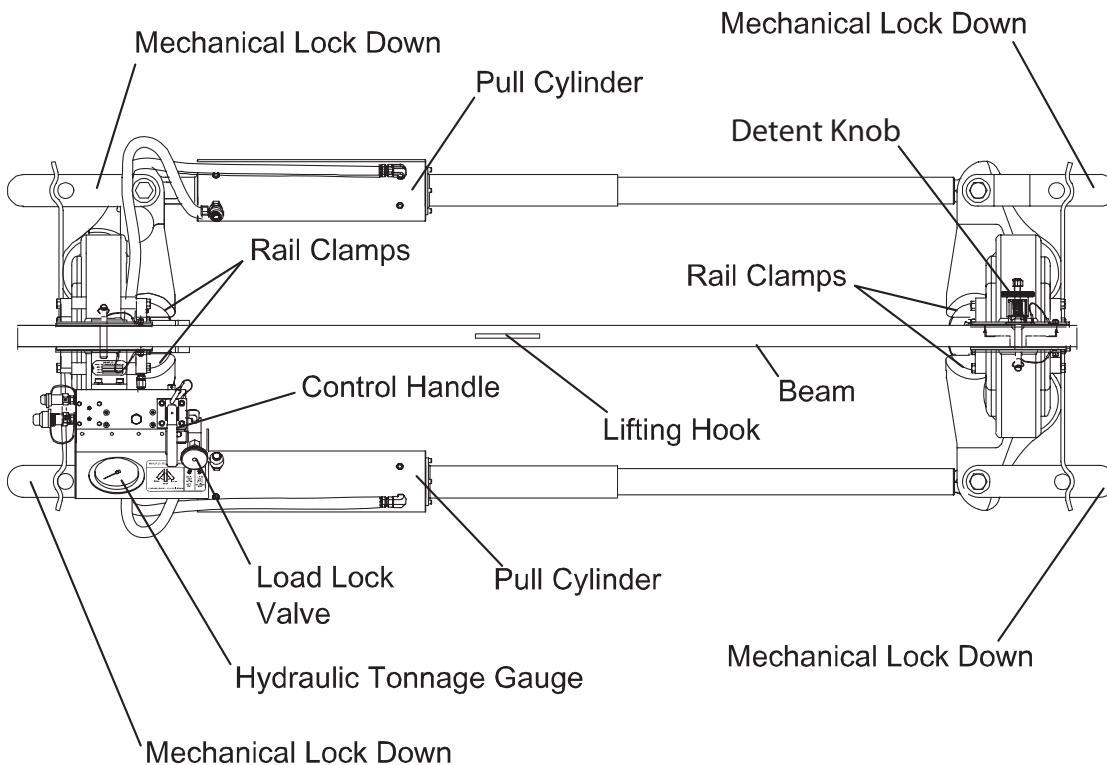 Mechanical Lock Down
Mechanical Lock Down
Pull Cylinder
Detent Knob
Rail Clamps
Rail Clamps
Control Handle
Beam
Lifting Hook
Load Lock
Valve
Pull Cylinder
Hydraulic Tonnage Gauge
Mechanical Lock Down
Mechanical Lock Down